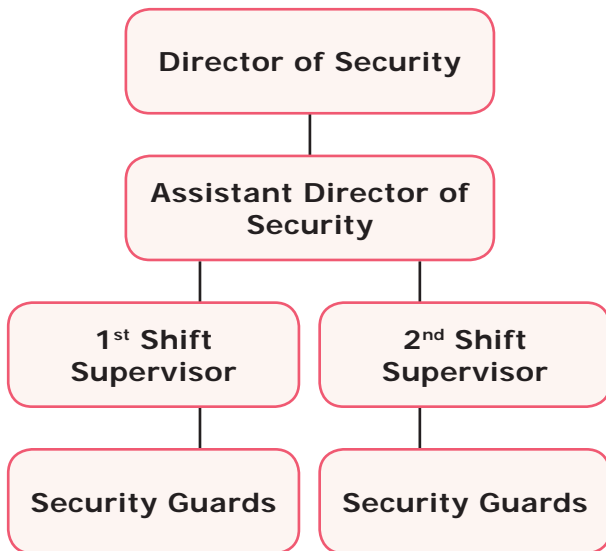 Director of Security
Assistant Director of
Security
1st Shift
Supervisor
2nd Shift
Supervisor
Security Guards
Security Guards